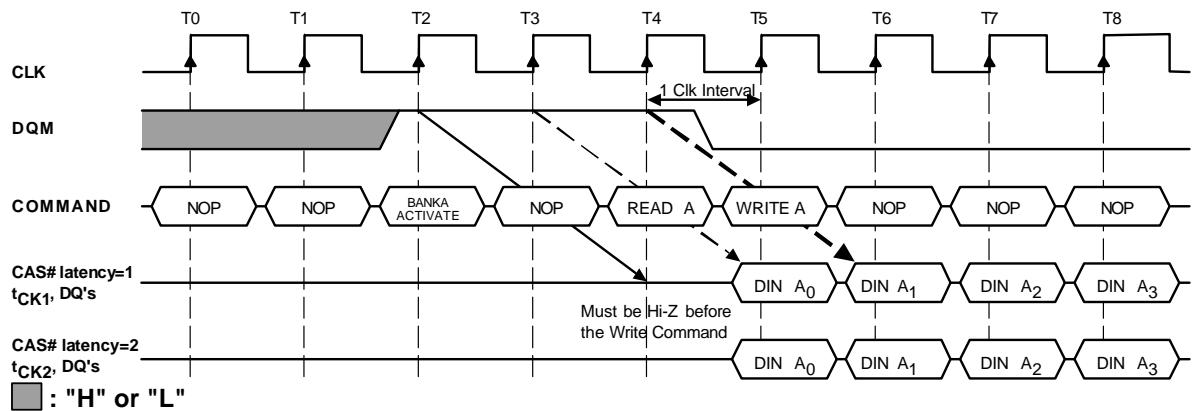 T0 T1 T2 T3 T4 T5 T6 T7 T8
CLK
1 Clk Interval
DQM
COMMAND NOP NOP BANKA ACTIVATE NOP READ A WRITE A NOP NOP NOP
CAS# latency=1
tCK1, DQ's DIN A0 DIN A1 DIN A2 DIN A3
Must be Hi-Z before
the Write Command
CAS# latency=2
tCK2, DQ's DIN A0 DIN A1 DIN A2 DIN A3
: "H" or "L"